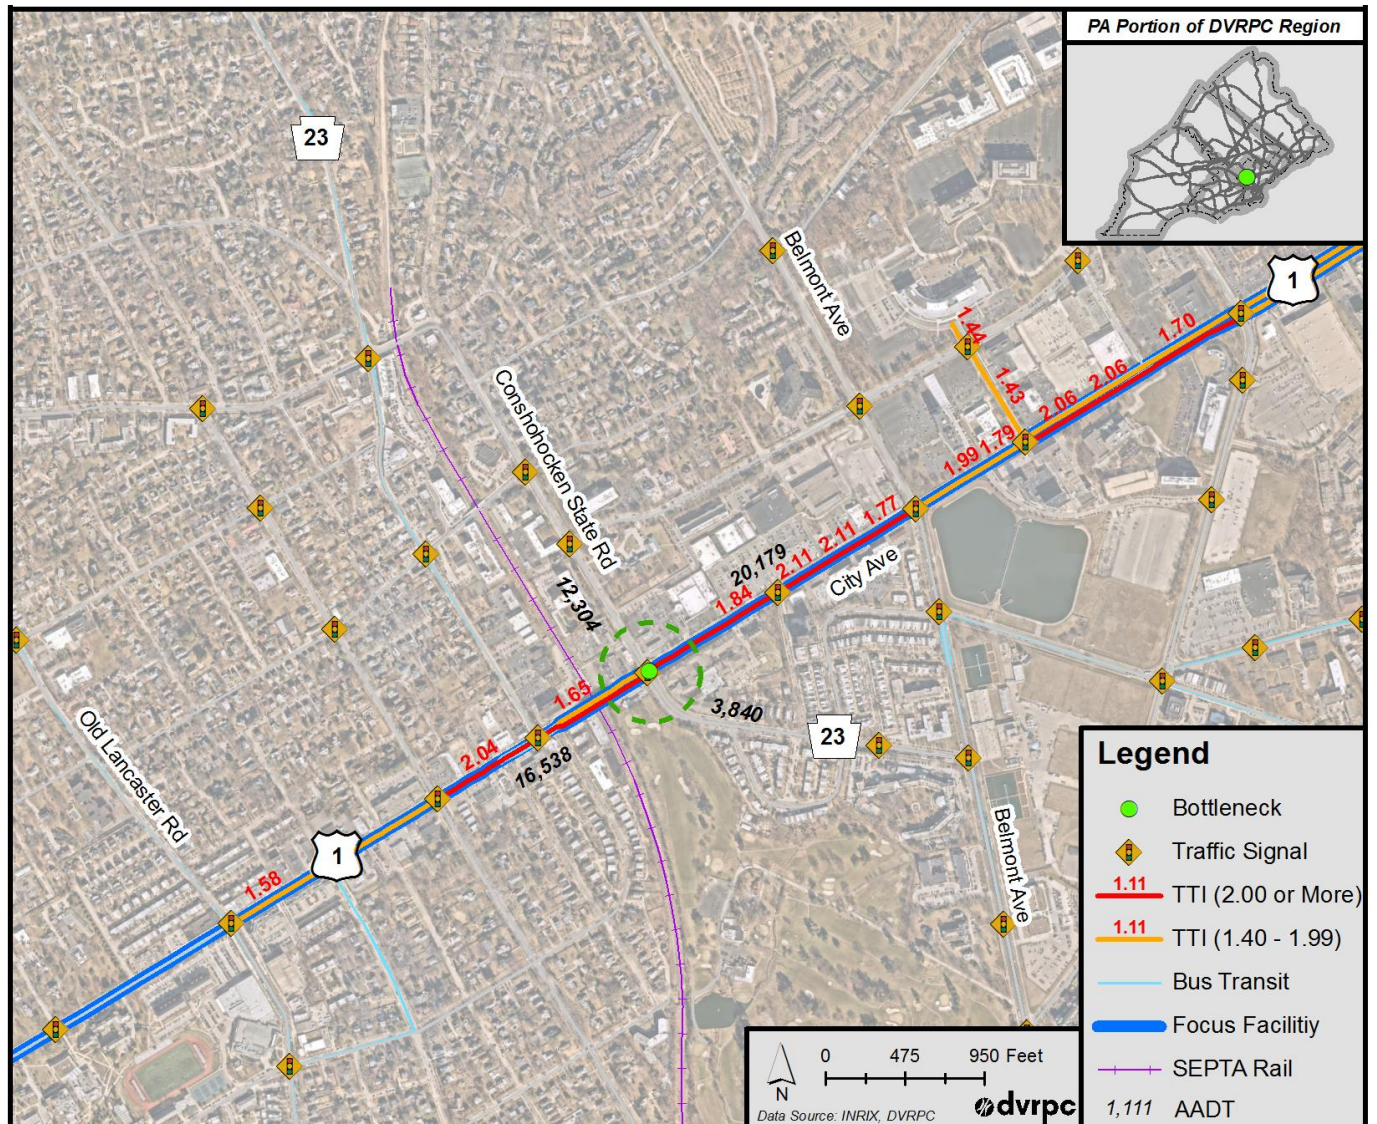 PA Portion of DVRPC Region
23
1
Belmont Ave
1.44
1.70
1.43
2.06
2.06
Conshohocken State Rd
1.99
1.79
1.77
2.11
2.11
20,179
City Ave
12,304
1.84
1.65
3,840
23
2.04
16,538
Old Lancaster Rd
1
1.58
Belmont Ave
Legend
Bottleneck
Traffic Signal
1.11 TTI (2.00 or More)
1.11 TTI (1.40 - 1.99)
Bus Transit
Focus Facilitiy
SEPTA Rail
1,111 AADT
0 475 950 Feet
N
Data Source: INRIX, DVRPC
dvrpc